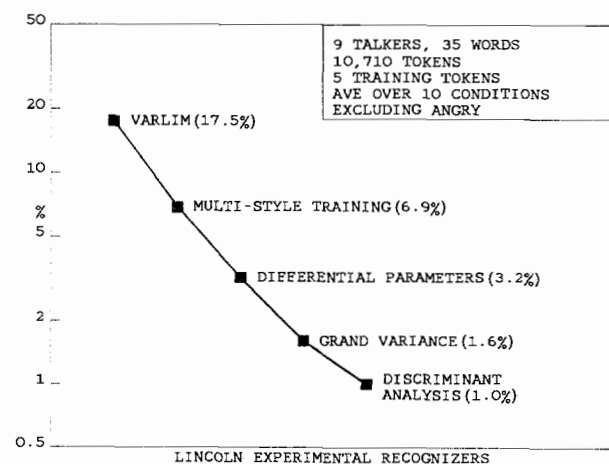 50
9 TALKERS, 35 WORDS
10,710 TOKENS
5 TRAINING TOKENS
AVE OVER 10 CONDITIONS
EXCLUDING ANGRY
20
VARLIM (17.5%)
10
MULTI-STYLE TRAINING (6.9%)
%
5
DIFFERENTIAL PARAMETERS (3.2%)
2
GRAND VARIANCE (1.6%)
1
DISCRIMINANT
ANALYSIS (1.0%)
0.5
LINCOLN EXPERIMENTAL RECOGNIZERS